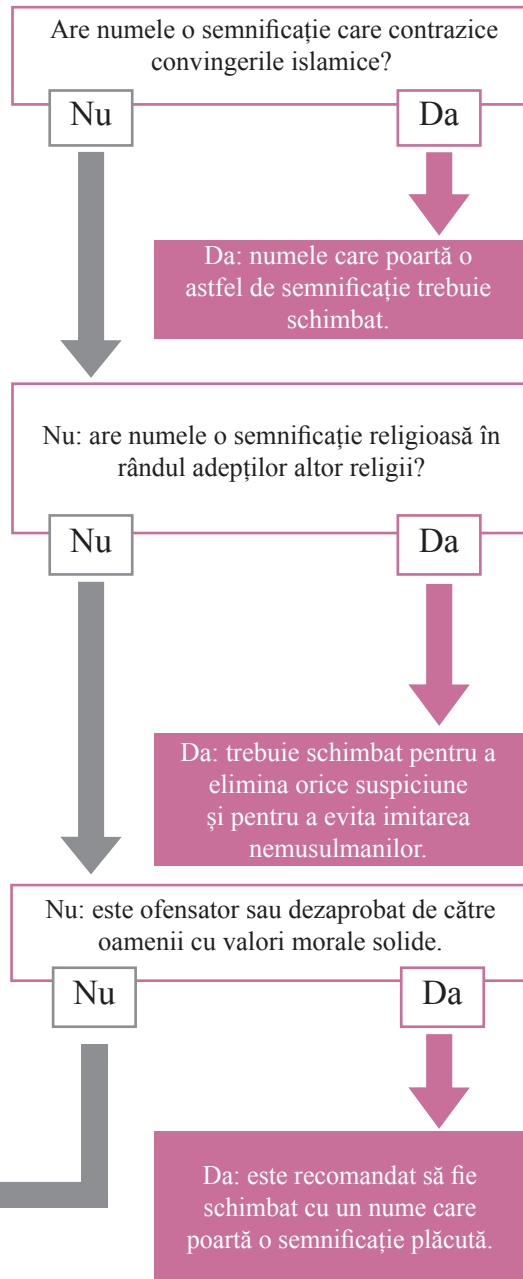 Are numele o semnificație care contrazice
convingerile islamice?
Nu
Da
Da: numele care poartă o
astfel de semnificație trebuie
schimbat.
Nu: are numele o semnificație religioasă în
rândul adepților altor religii?
Nu
Da
Da: trebuie schimbat pentru a
elimina orice suspiciune
și pentru a evita imitarea
nemusulmanilor.
Nu: este ofensator sau dezaprobat de către
oamenii cu valori morale solide.
Nu
Da
Da: este recomandat să fie
schimbat cu un nume care
poartă o semnificație plăcută.